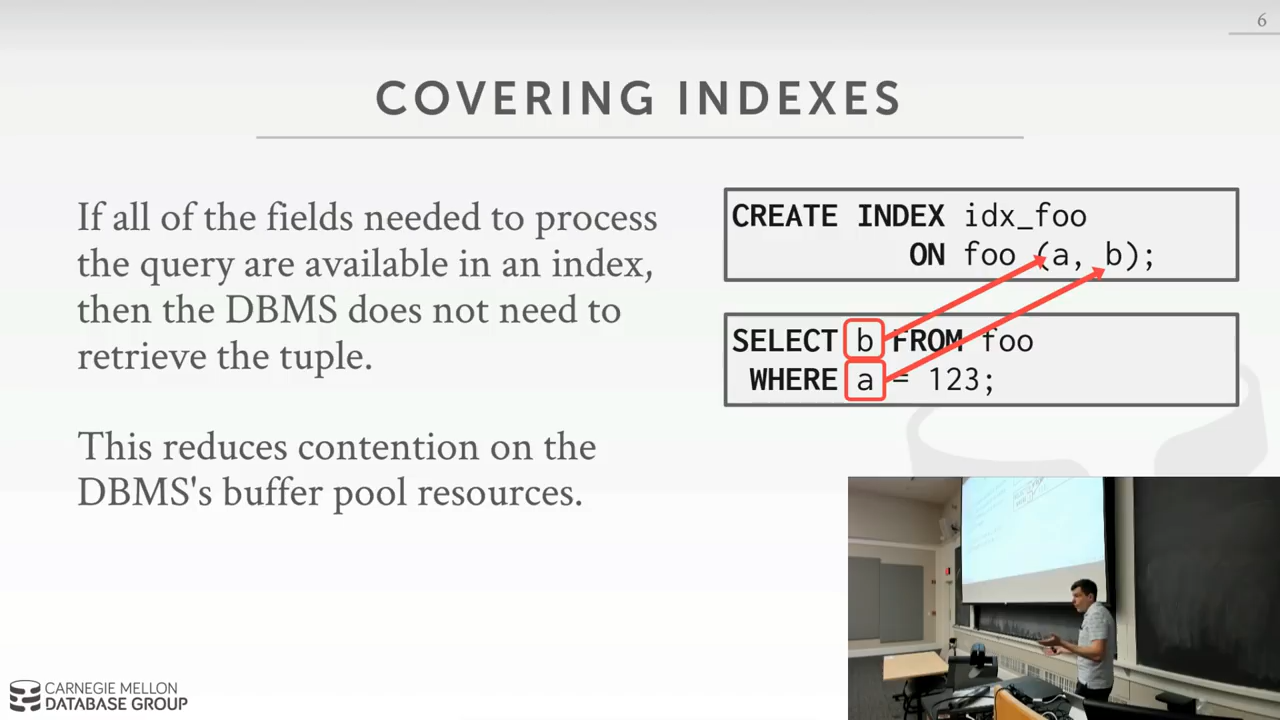 6
COVERING INDEXES
If all of the fields needed to process
the query are available in an index,
then the DBMS does not need to
retrieve the tuple.
This reduces contention on the
DBMS's buffer pool resources.
CREATE INDEX idx_foo
ON foo (a, b);
SELECT b FROM foo
WHERE a = 123;
CARNEGIE MELLON
DATABASE GROUP